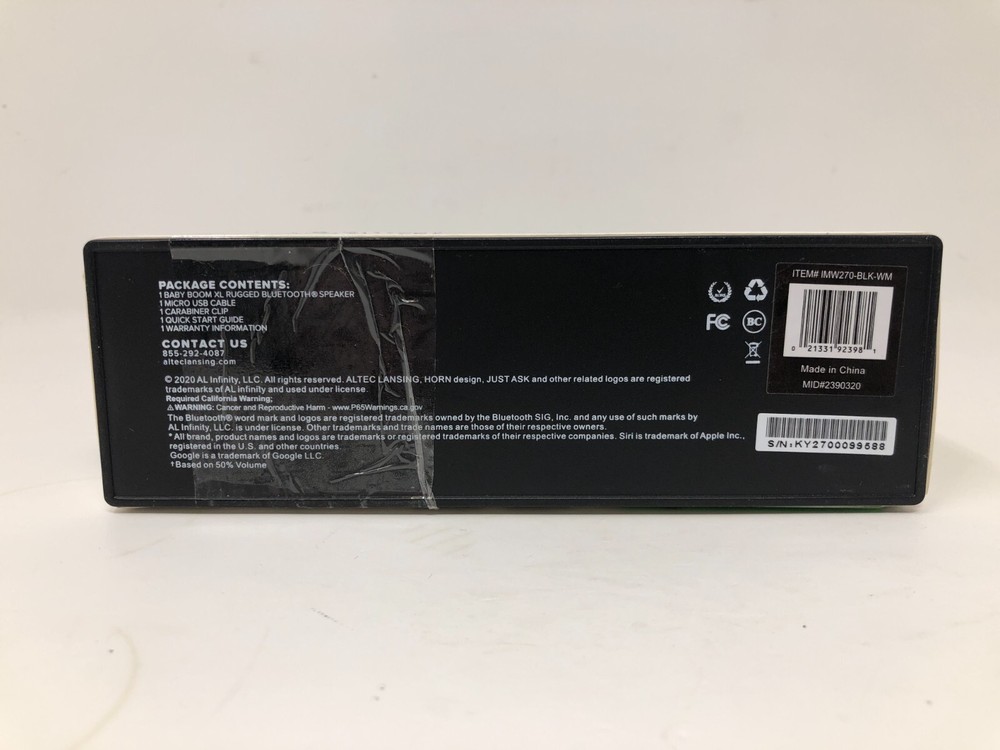 PACKAGE CONTENTS:
1 BABY BOOM XL RUGGED BLUETOOTH® SPEAKER
1 MICRO USB CABLE
1 CARABINER CLIP
1 QUICK START GUIDE
1 WARRANTY INFORMATION
CONTACT US
855-292-4087
alteclansing.com
© 2020 AL Infinity, LLC. All rights reserved. ALTEC LANSING, HORN design, JUST ASK and other related logos are registered
trademarks of AL infinity and used under license.
Required California Warning;
⚠WARNING: Cancer and Reproductive Harm - www.P65Warnings.ca.gov
The Bluetooth® word mark and logos are registered trademarks owned by the Bluetooth SIG, Inc. and any use of such marks by
AL Infinity, LLC. is under license. Other trademarks and trade names are those of their respective owners.
*All brand, product names and logos are trademarks or registered trademarks of their respective companies. Siri is trademark of Apple Inc.,
registered in the U.S. and other countries.
Google is a trademark of Google LLC.
†Based on 50% Volume
FC
BC
ITEM# IMW270-BLK-WM
0 21331 92398 1
Made in China
MID#2390320
S/N:KY2700099588